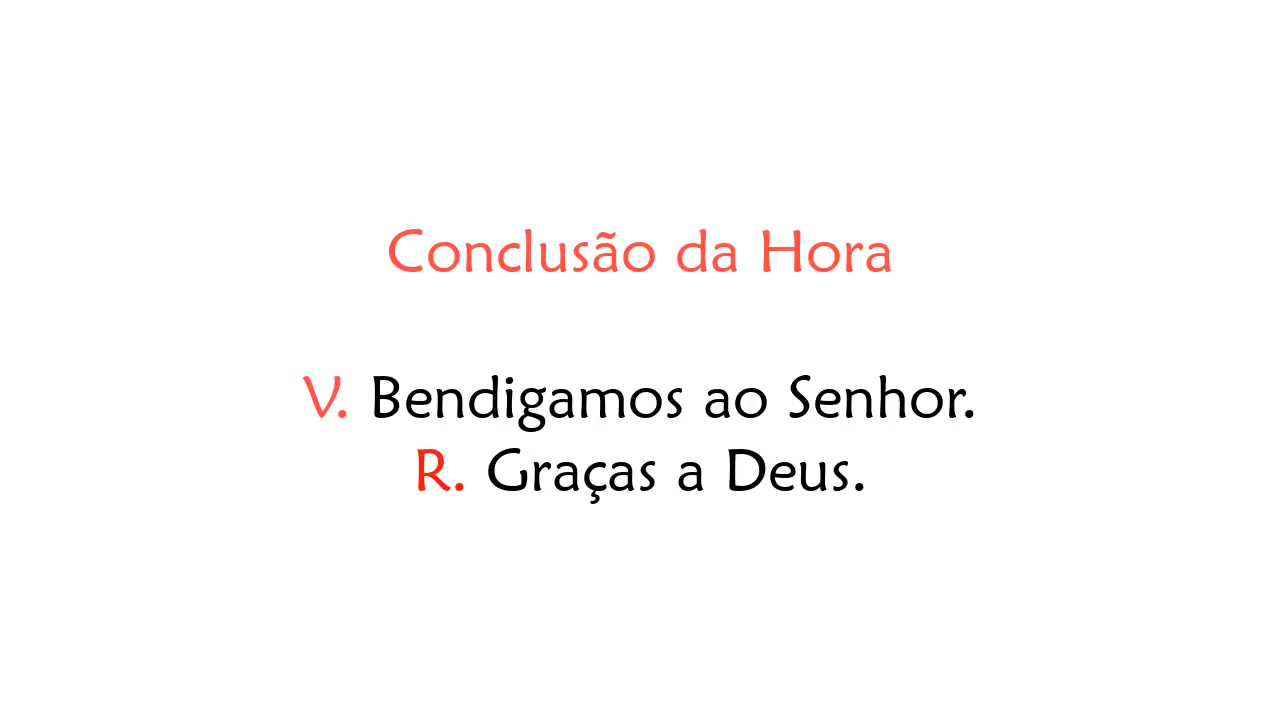 Conclusão da Hora
V. Bendigamos ao Senhor.
R. Graças a Deus.